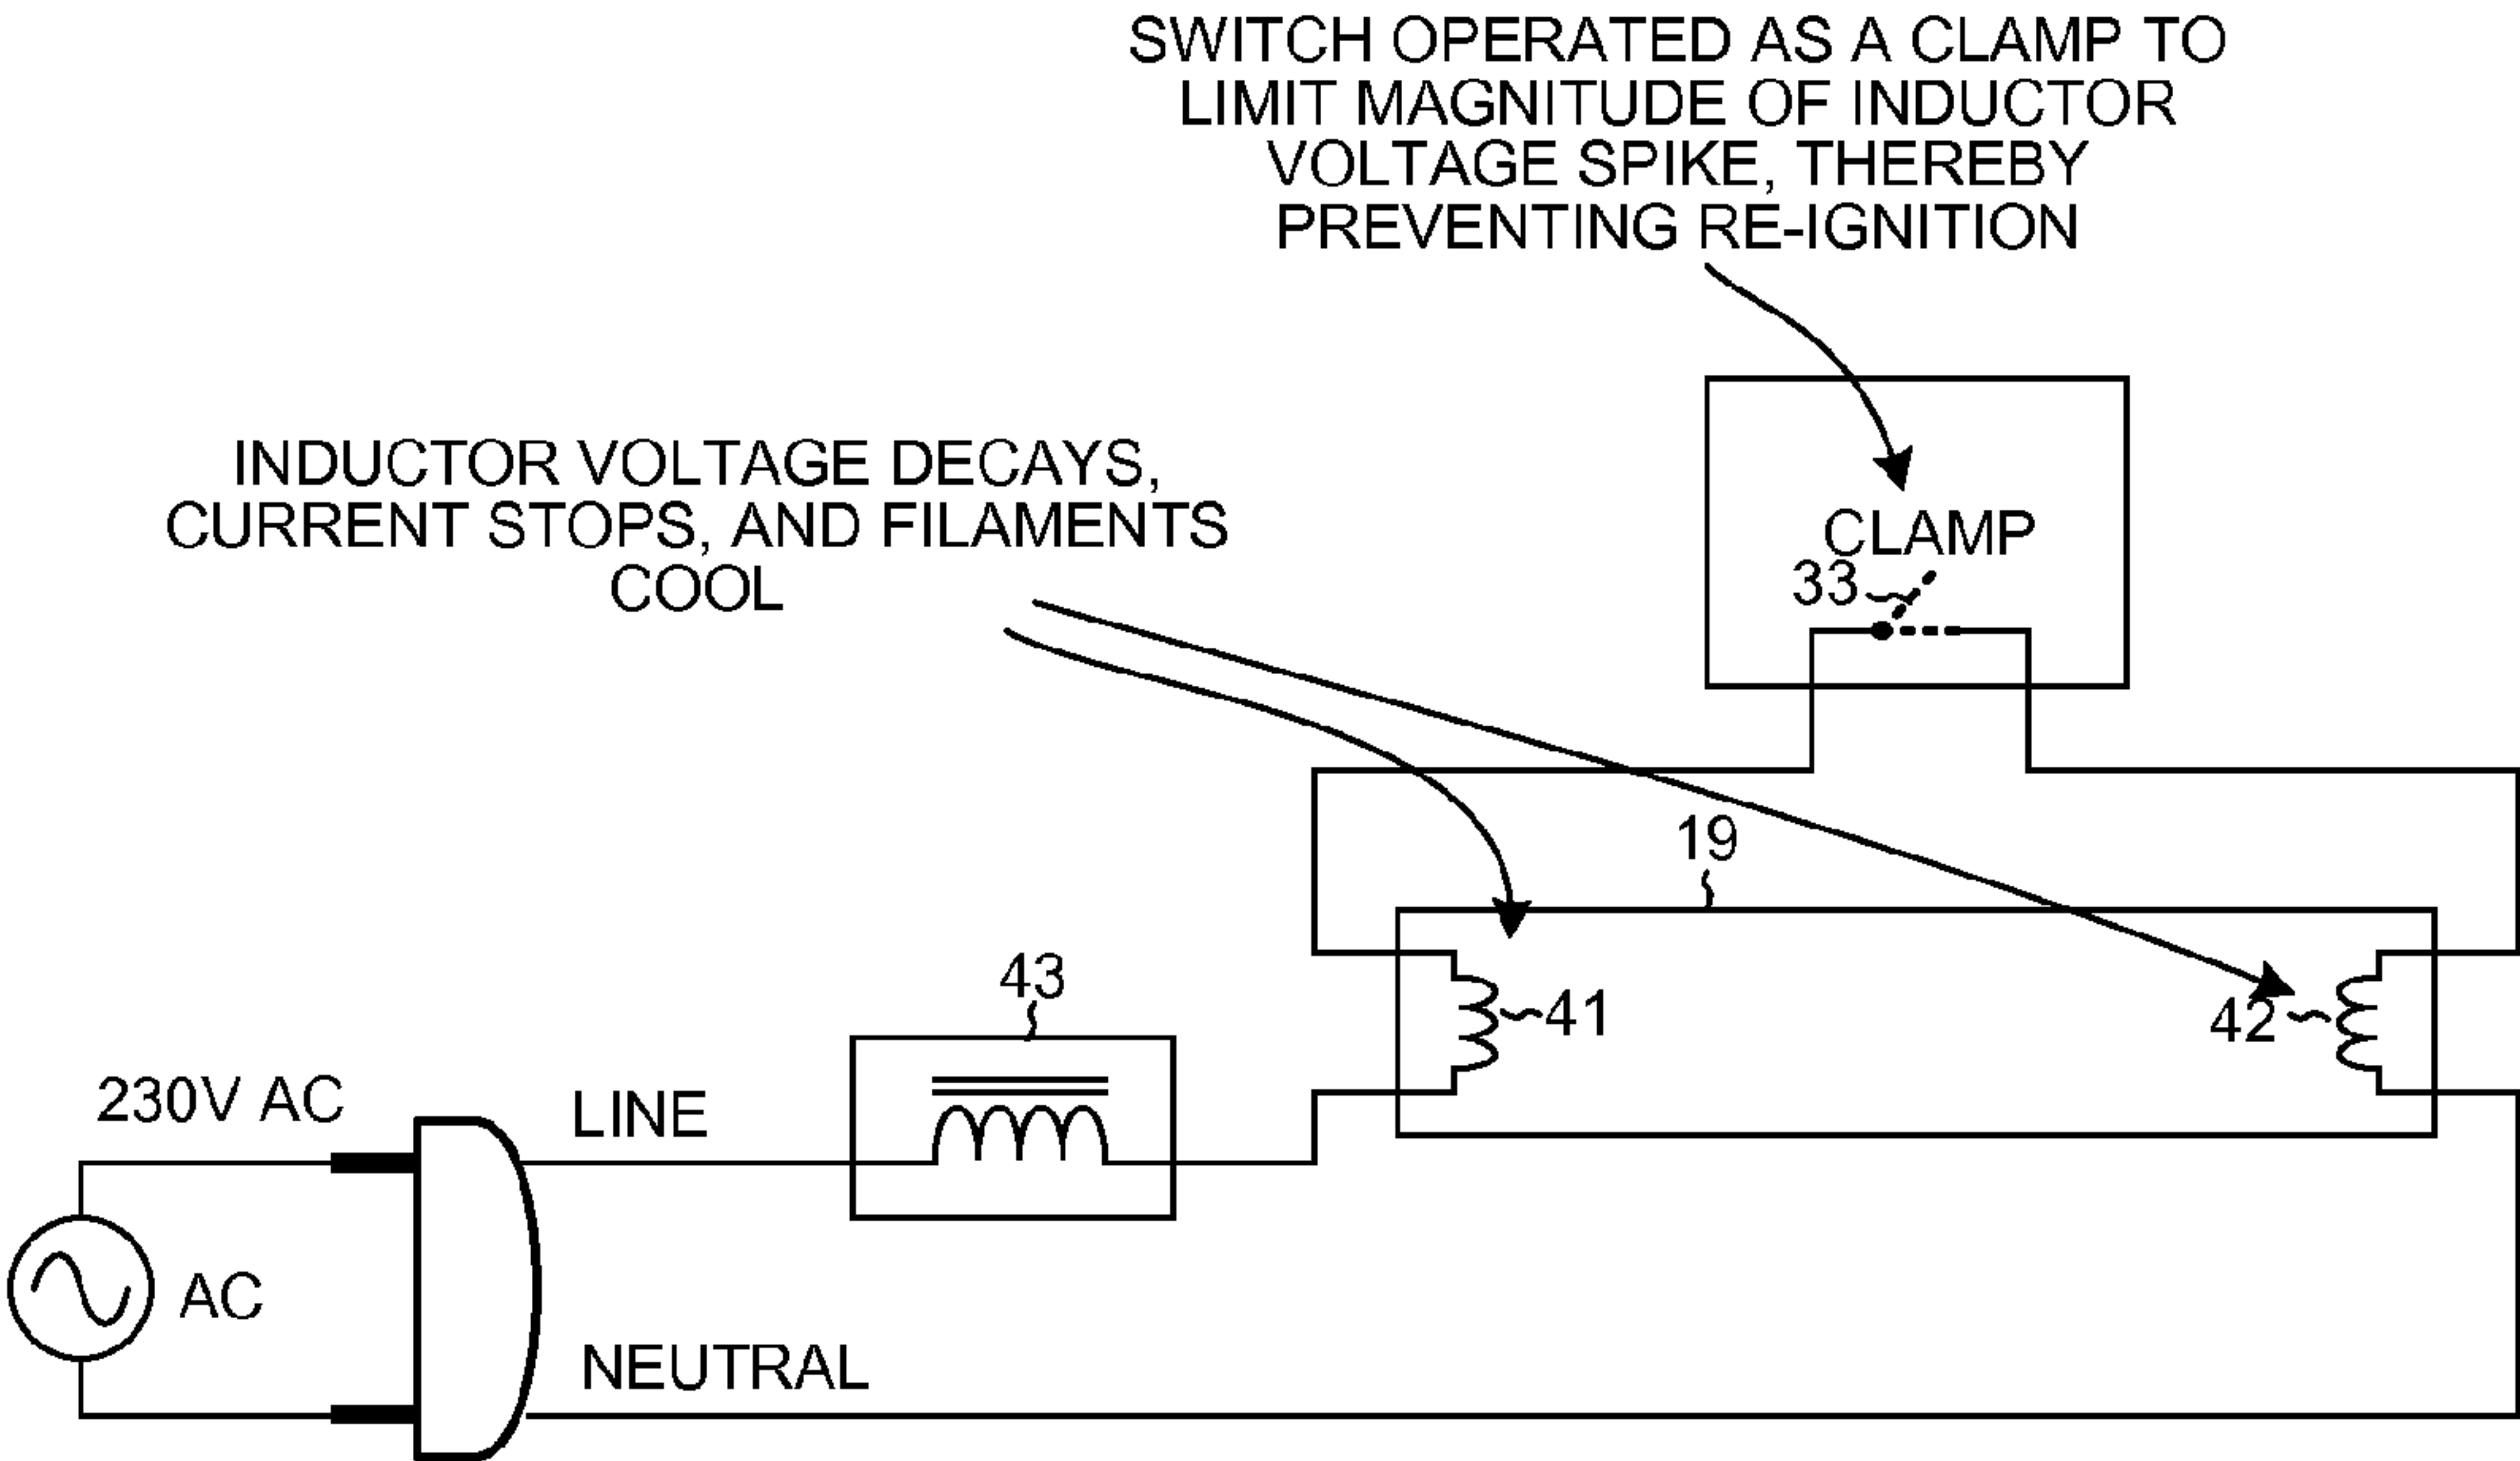 SWITCH OPERATED AS A CLAMP TO
LIMIT MAGNITUDE OF INDUCTOR
VOLTAGE SPIKE, THEREBY
PREVENTING RE-IGNITION
INDUCTOR VOLTAGE DECAYS,
CURRENT STOPS, AND FILAMENTS
COOL
CLAMP
33
19
43
41
42
230V AC
LINE
AC
NEUTRAL